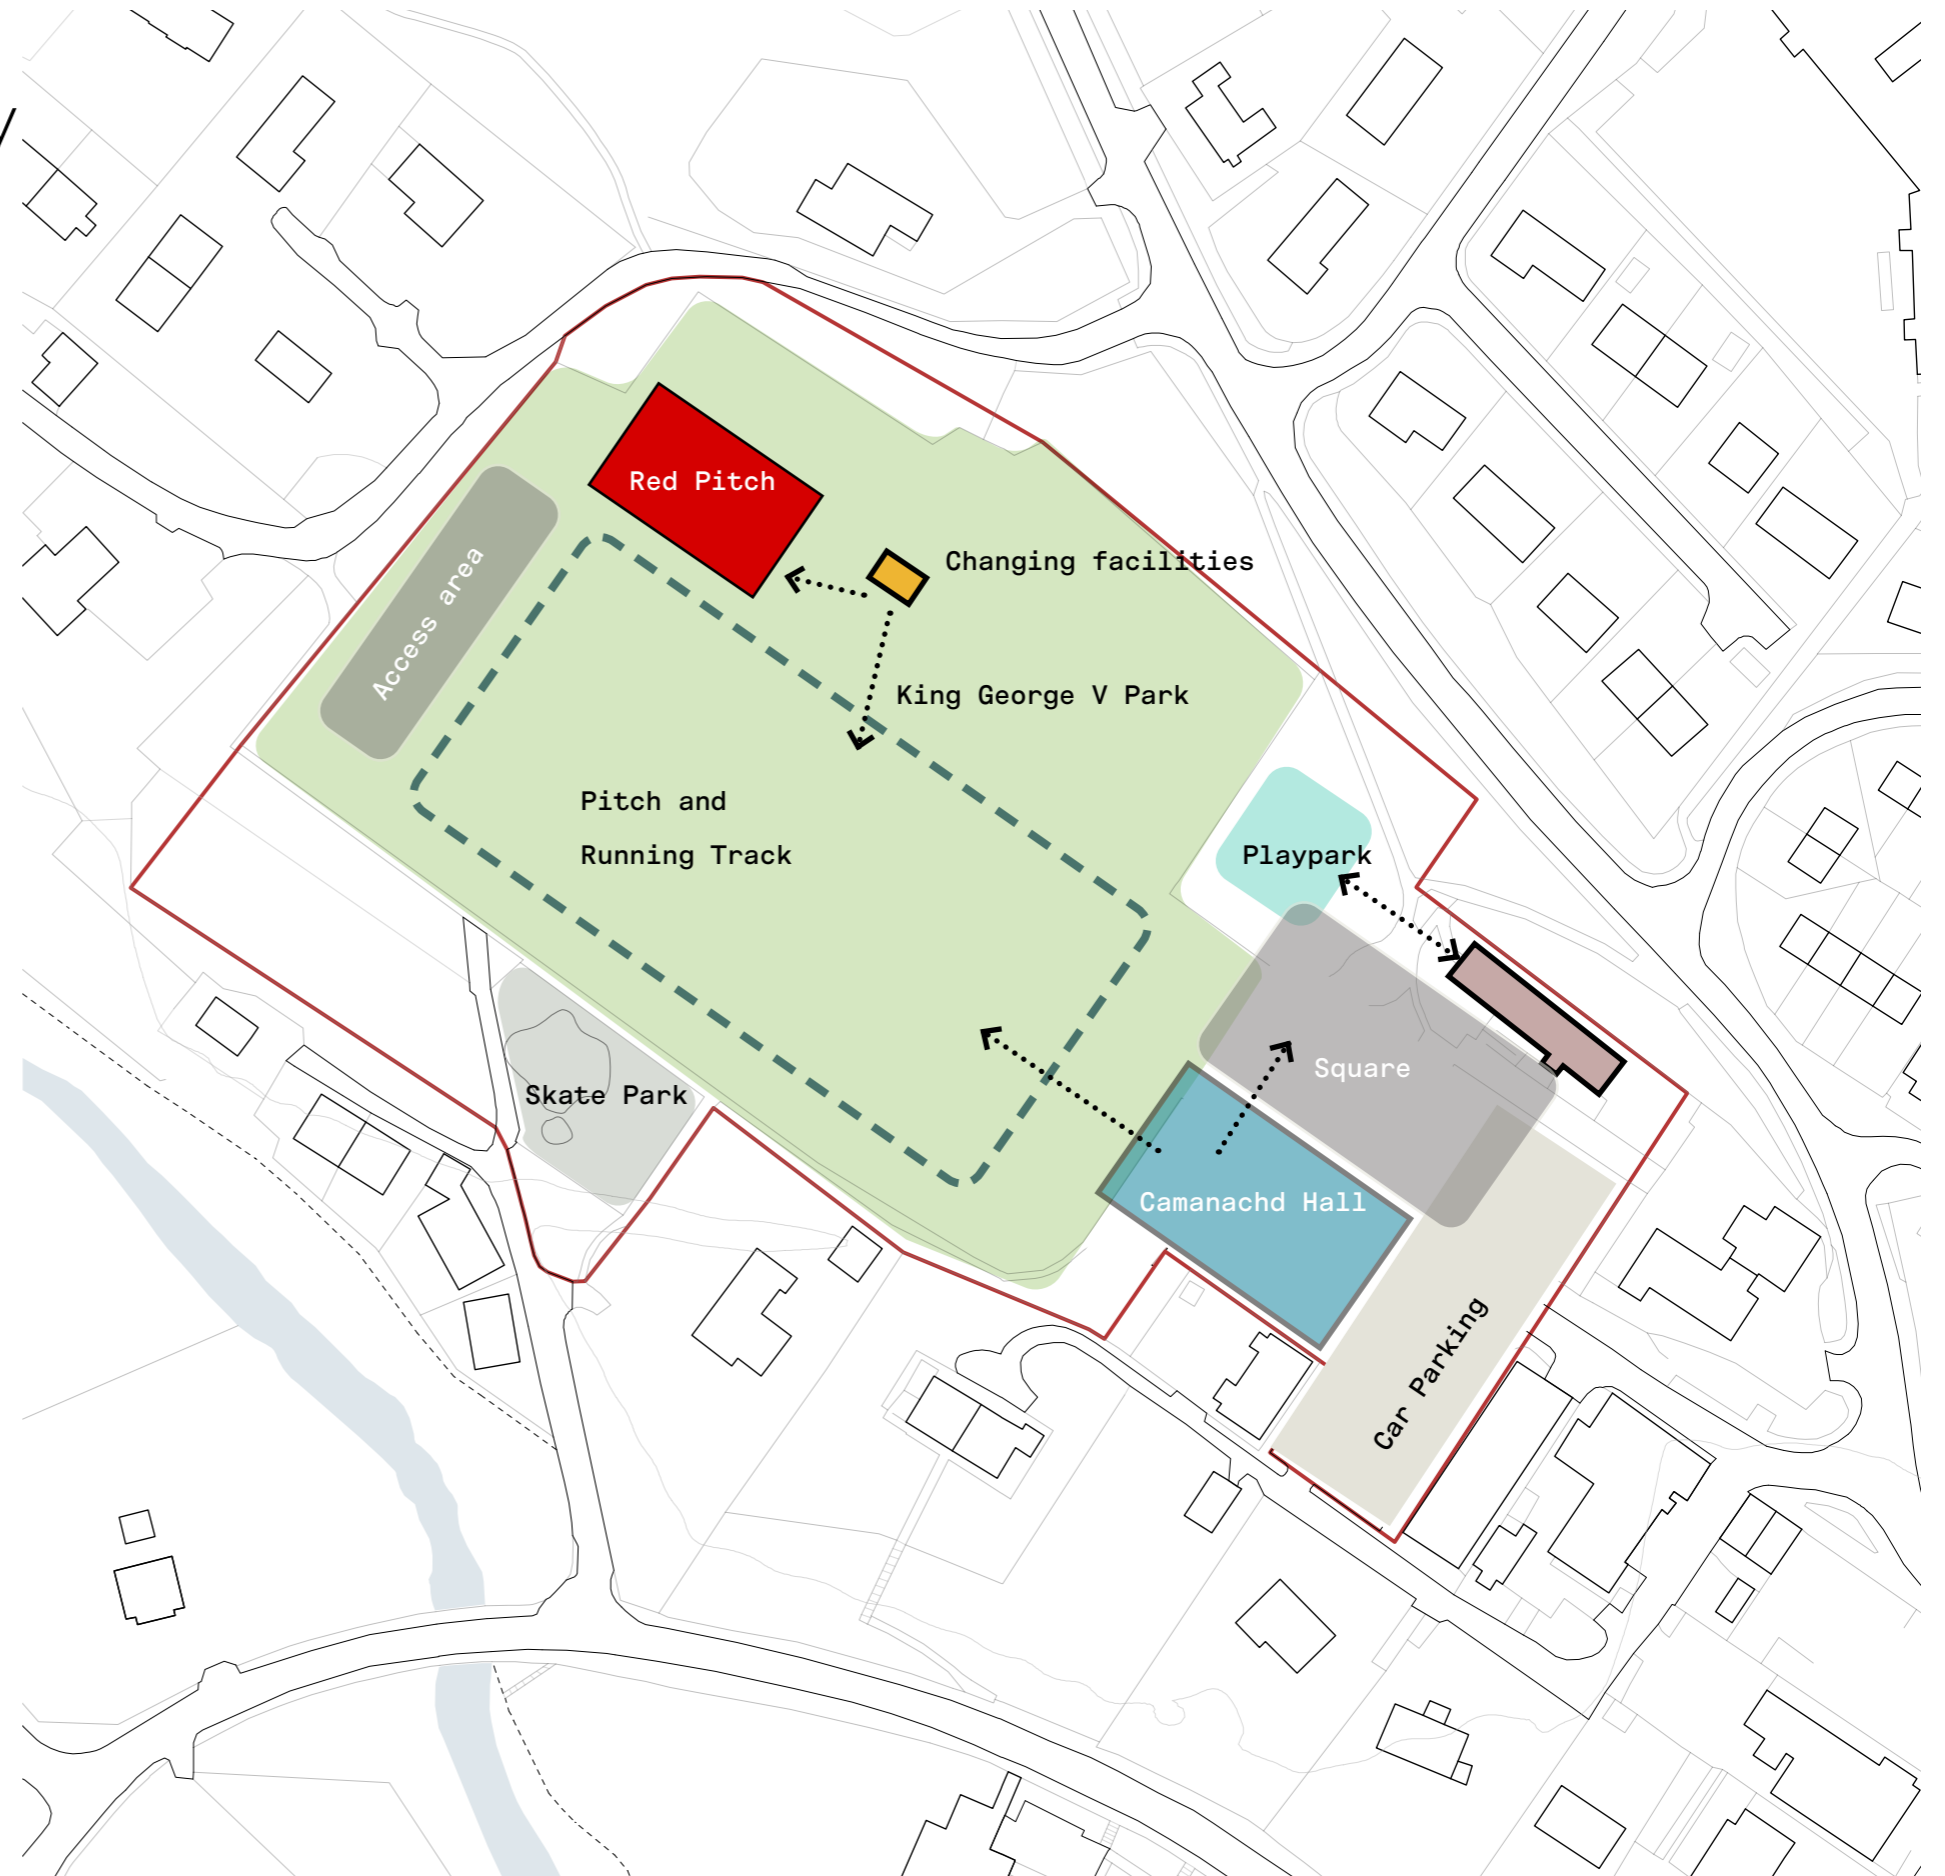 Red Pitch
Changing facilities
Access area
King George V Park
Pitch and
Running Track
Playpark
Square
Skate Park
Camanachd Hall
Car Parking